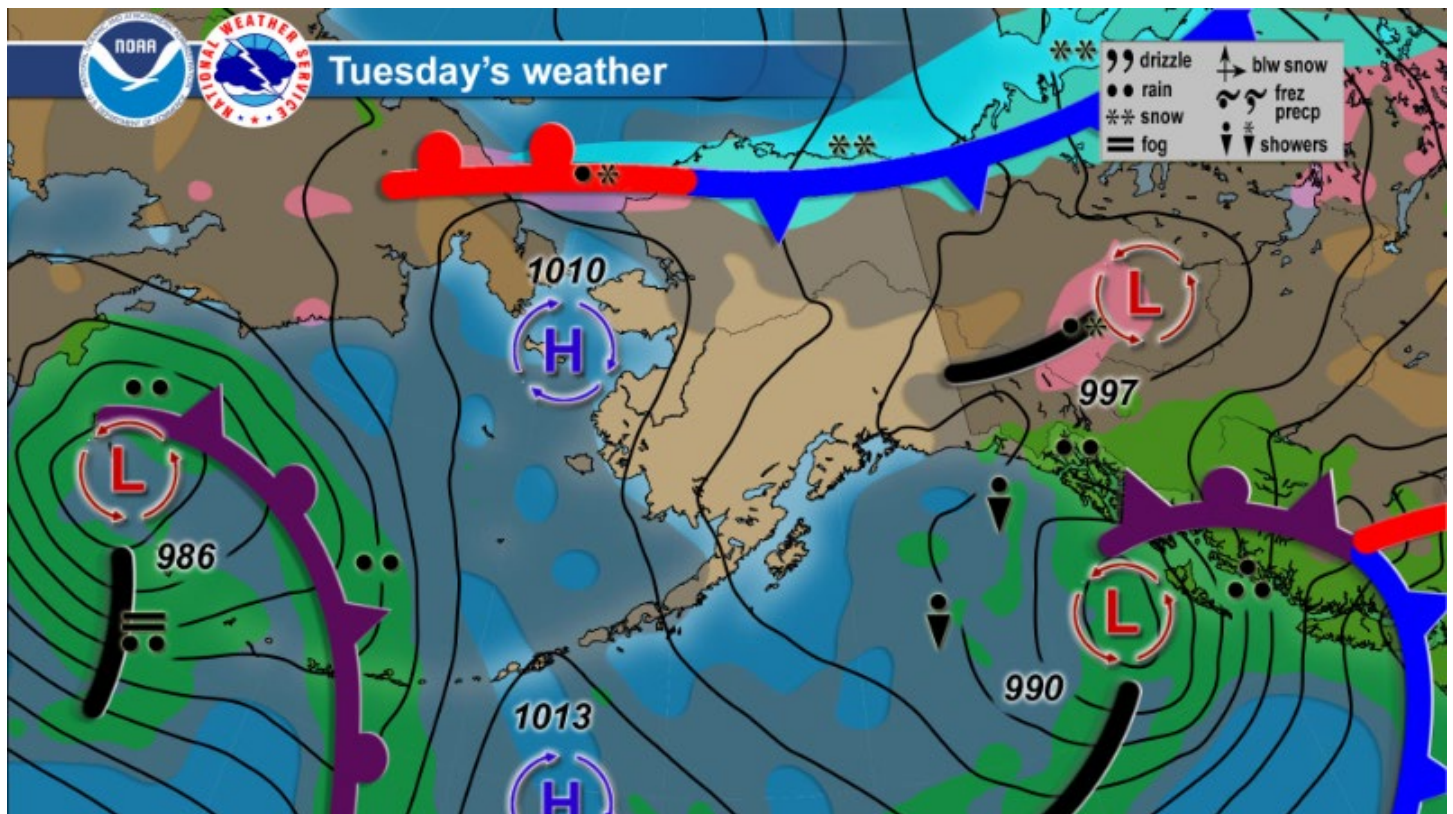 NOAA
NATIONAL WEATHER SERVICE
Tuesday's weather
drizzle
blw snow
rain
frez
precp
snow
fog
showers
1010
H
L
997
L
986
L
990
1013
H